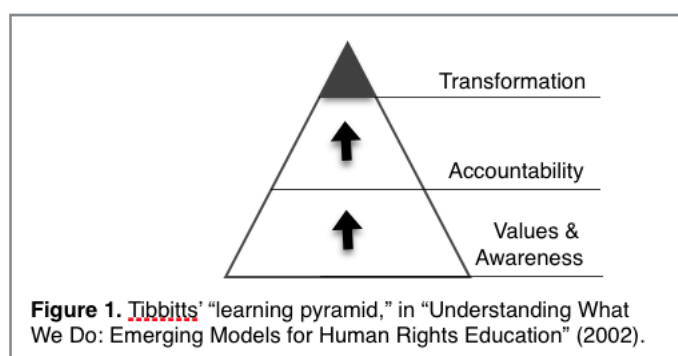 Transformation
Accountability
Values &
Awareness
Figure 1. Tibbitts’ “learning pyramid,” in “Understanding What
We Do: Emerging Models for Human Rights Education” (2002).